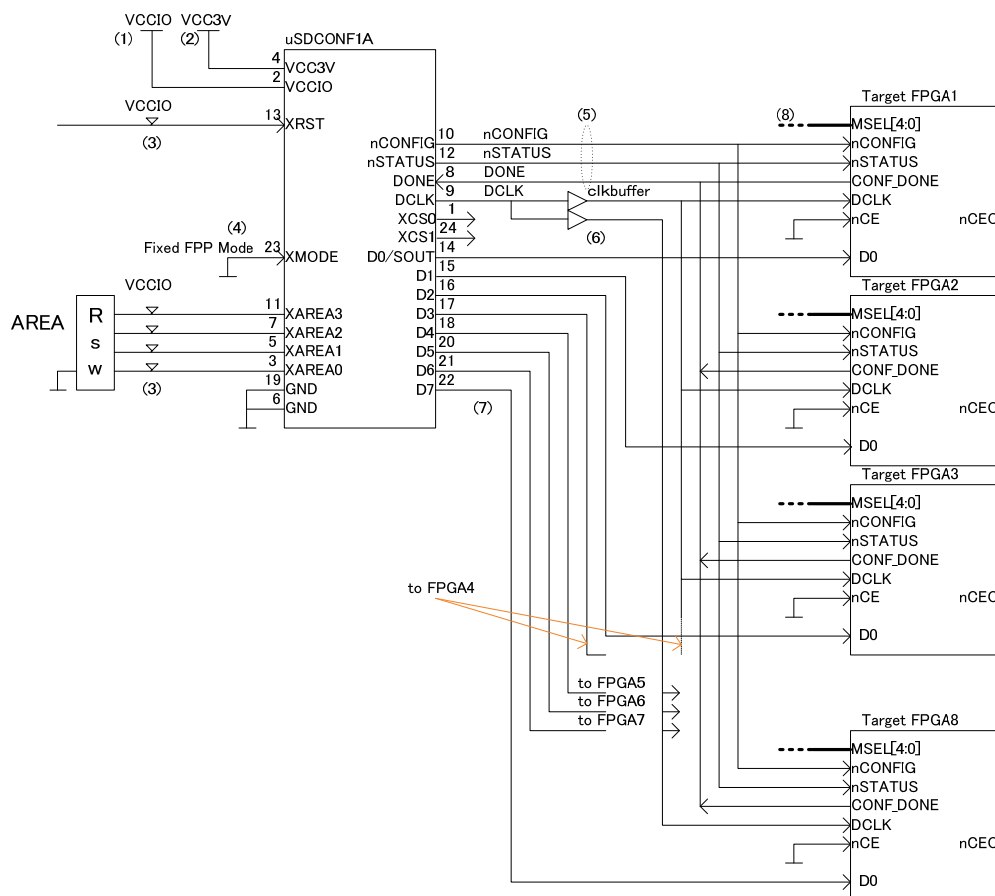 VCCIO
VCC3V
(1)
(2)
uSDCONF1A
4
VCC3V
2
VCCIO
VCCIO
13
XRST
(3)
10
nCONFIG
nCONFIG
12
nSTATUS
nSTATUS
8
DONE
DONE
9
DCLK
DCLK
(5)
clkbuffer
(6)
1
XCS0
24
XCS1
(4)
Fixed FPP Mode
23
XMODE
14
D0/SOUT
15
D1
16
D2
17
D3
18
D4
20
D5
21
D6
22
D7
(7)
VCCIO
AREA
R
s
w
11
XAREA3
7
XAREA2
5
XAREA1
3
XAREA0
(3)
19
GND
6
GND
Target FPGA1
(8)
MSEL[4:0]
nCONFIG
nSTATUS
CONF_DONE
DCLK
nCE
nCEO
D0
Target FPGA2
MSEL[4:0]
nCONFIG
nSTATUS
CONF_DONE
DCLK
nCE
nCEO
D0
Target FPGA3
MSEL[4:0]
nCONFIG
nSTATUS
CONF_DONE
DCLK
nCE
nCEO
D0
to FPGA4
to FPGA5
to FPGA6
to FPGA7
Target FPGA8
MSEL[4:0]
nCONFIG
nSTATUS
CONF_DONE
DCLK
nCE
nCEO
D0